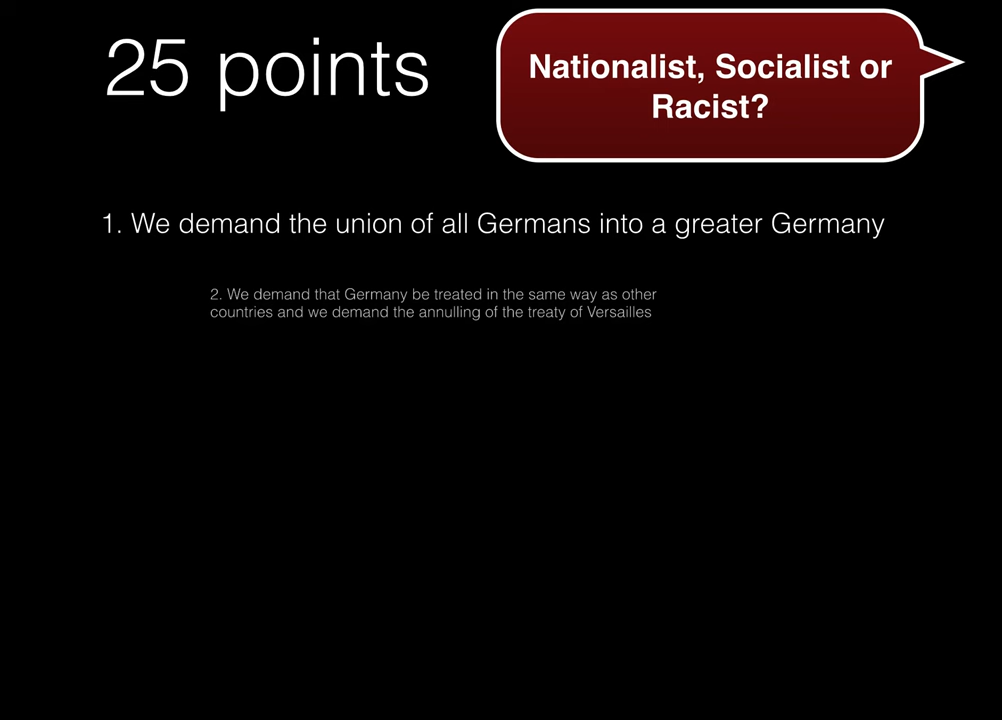 25 points
Nationalist, Socialist or
Racist?
1. We demand the union of all Germans into a greater Germany
2. We demand that Germany be treated in the same way as other
countries and we demand the annulling of the treaty of Versailles